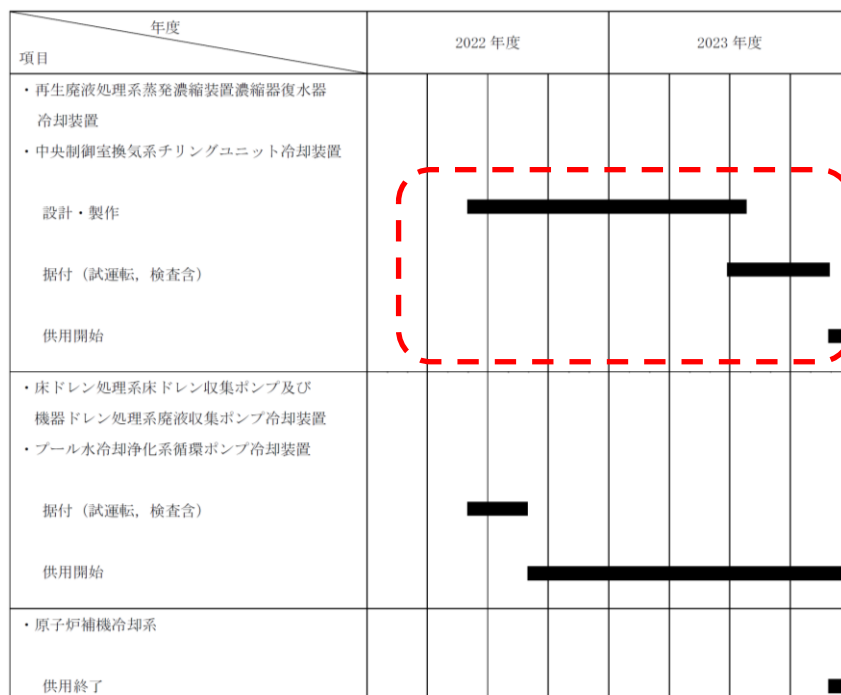 年度
項目
2022 年度
2023 年度
・再生廃液処理系蒸発濃縮装置濃縮器復水器
冷却装置
・中央制御室換気系チリングユニット冷却装置
設計・製作
据付（試運転，検査含）
供用開始
・床ドレン処理系床ドレン収集ポンプ及び
機器ドレン処理系廃液収集ポンプ冷却装置
・プール水冷却浄化系循環ポンプ冷却装置
据付（試運転，検査含）
供用開始
・原子炉補機冷却系
供用終了